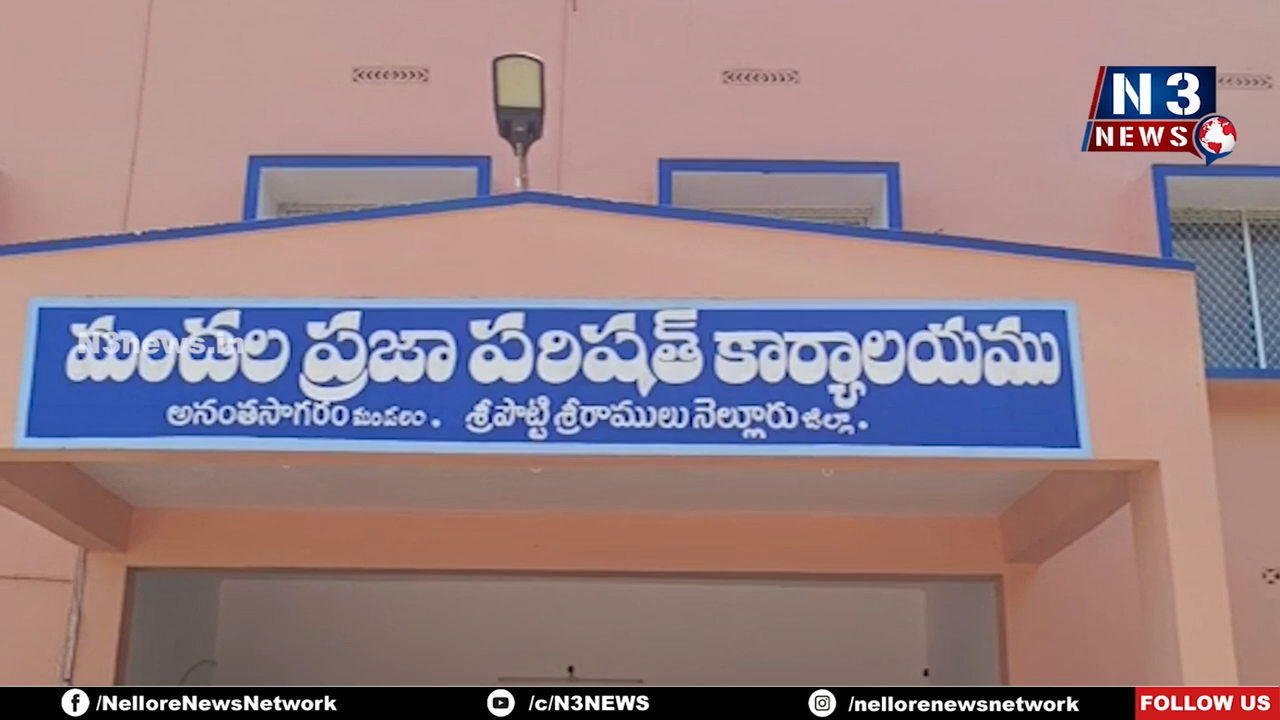 N3
NEWS
మండల ప్రజా పరిషత్ కార్యాలయము
N3news.in
అనంతసాగరం మండలం. శ్రీపొట్టి శ్రీరాములు నెల్లూరు జిల్లా.
/NelloreNewsNetwork /c/N3NEWS /nellorenewsnetwork FOLLOW US